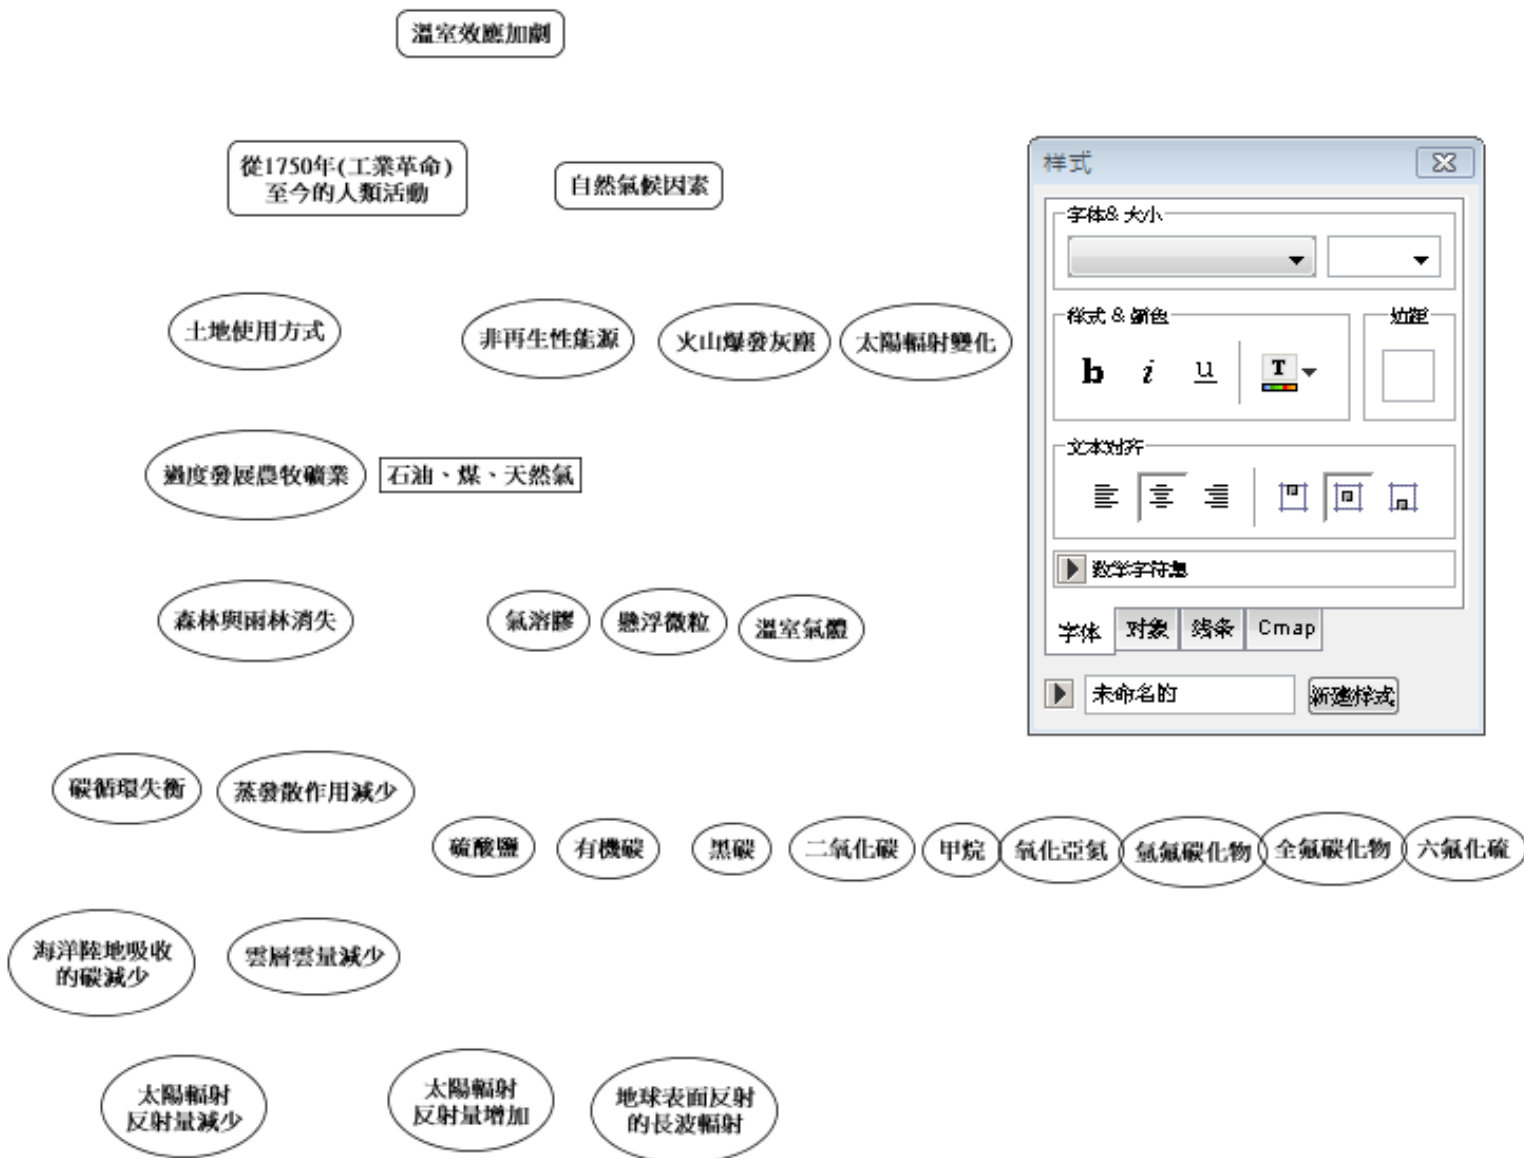 溫室效應加劇
從1750年(工業革命)
至今的人類活動
自然氣候因素
土地使用方式
非再生性能源
火山爆發灰塵
太陽輻射變化
過度發展農牧礦業
石油、煤、天然氣
森林與雨林消失
氣溶膠
懸浮微粒
溫室氣體
碳循環失衡
蒸發散作用減少
硫酸鹽
有機碳
黑碳
二氧化碳
甲烷
氧化亞氮
氫氟碳化物
全氟碳化物
六氟化硫
海洋陸地吸收
的碳減少
雲層雲量減少
太陽輻射
反射量減少
太陽輻射
反射量增加
地球表面反射
的長波輻射
样式
字体& 大小
样式 & 颜色
边距
b i u T
文本对齐
数学字符集
字体 对象 线条 Cmap
未命名的
新建样式